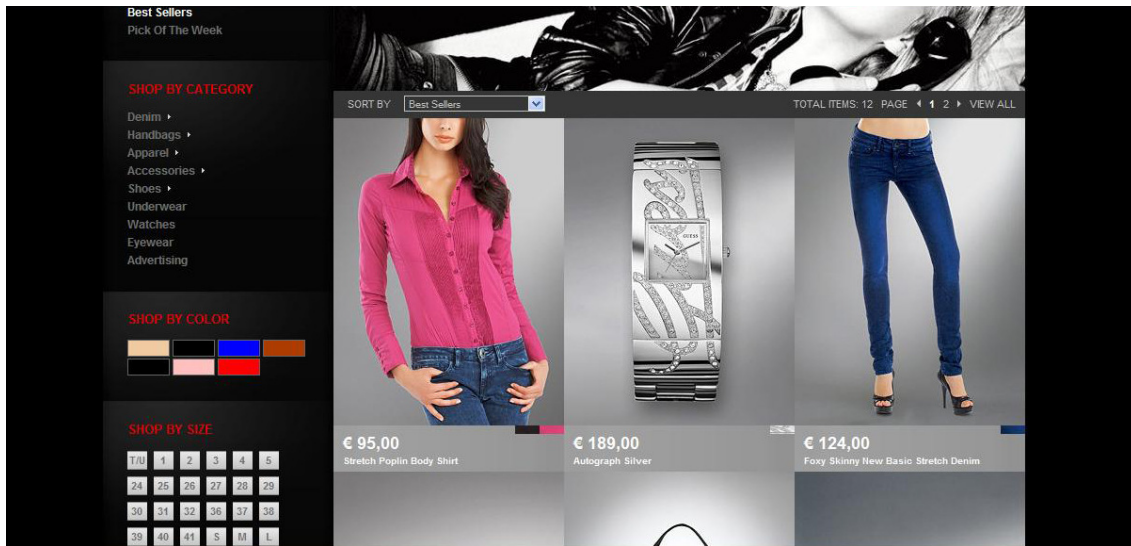 Best Sellers
Pick Of The Week
SHOP BY CATEGORY
Denim
Handbags
Apparel
Accessories
Shoes
Underwear
Watches
Eyewear
Advertising
SHOP BY COLOR
SHOP BY SIZE
T/U 1 2 3 4 5
24 25 26 27 28 29
30 31 32 36 37 38
39 40 41 S M L
SORT BY Best Sellers TOTAL ITEMS: 12 PAGE 1 2 VIEW ALL
GUESS
€ 95,00
Stretch Poplin Body Shirt
€ 189,00
Autograph Silver
€ 124,00
Foxy Skinny New Basic Stretch Denim